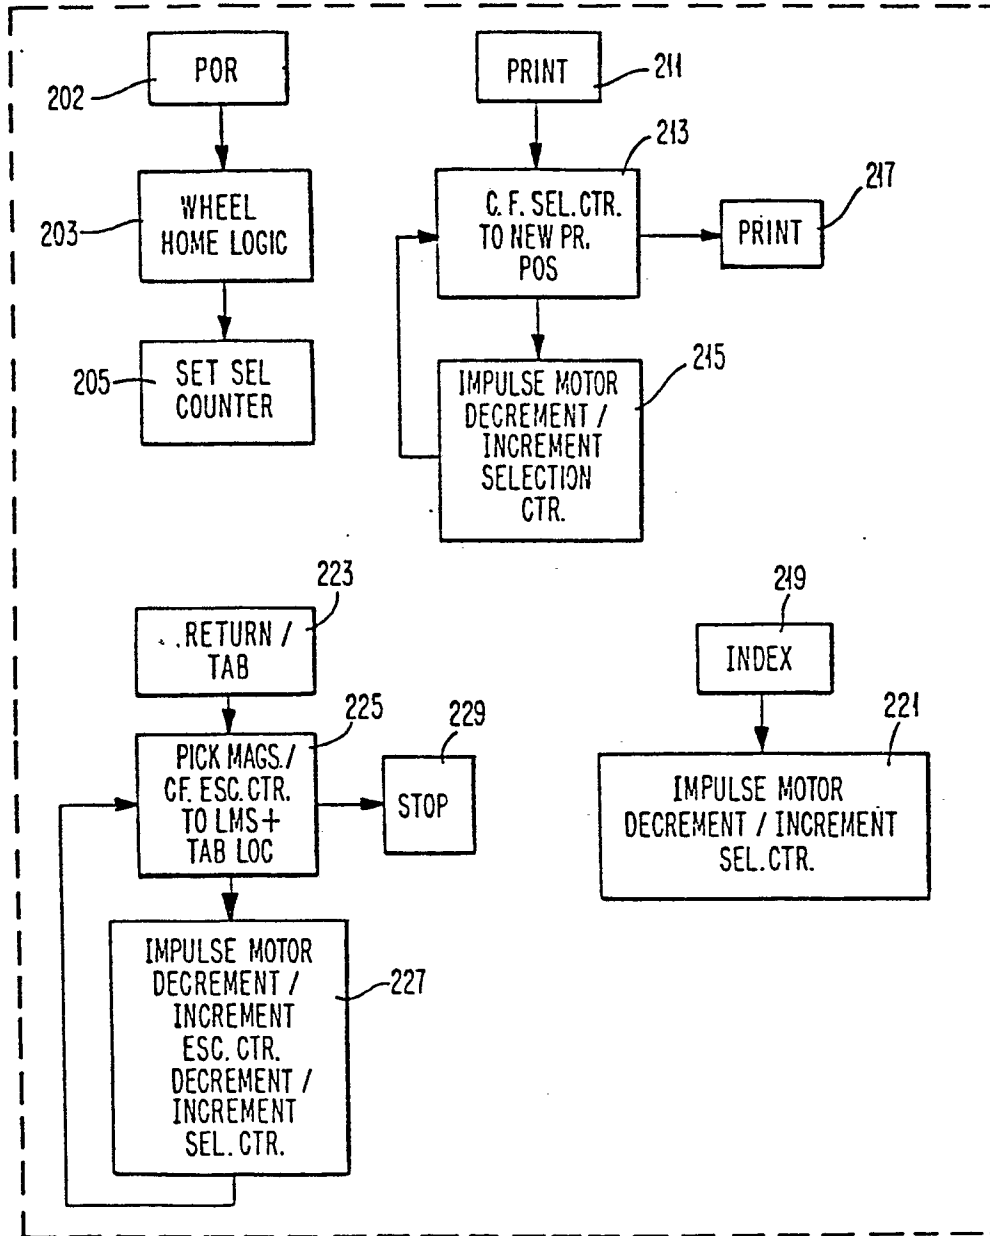 POR
202
WHEEL
HOME LOGIC
203
SET SEL
COUNTER
205
PRINT
211
213
C. F. SEL. CTR.
TO NEW PR.
POS
217
PRINT
215
IMPULSE MOTOR
DECREMENT /
INCREMENT
SELECTION
CTR.
223
RETURN /
TAB
225
PICK MAGS. /
CF. ESC. CTR.
TO LMS +
TAB LOC
229
STOP
227
IMPULSE MOTOR
DECREMENT /
INCREMENT
ESC. CTR.
DECREMENT /
INCREMENT
SEL. CTR.
219
INDEX
221
IMPULSE MOTOR
DECREMENT / INCREMENT
SEL. CTR.